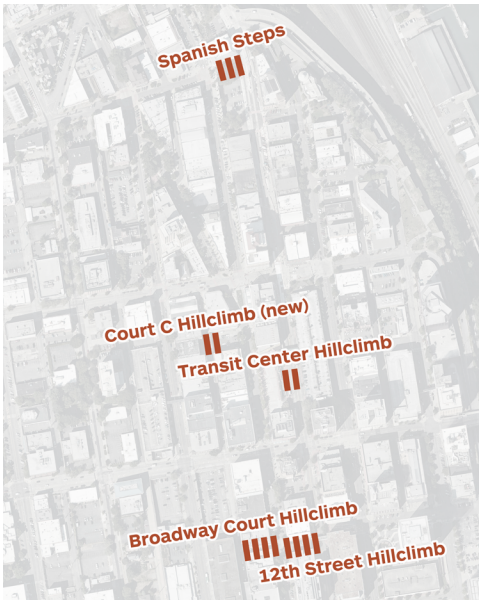 Spanish Steps
Court C Hillclimb (new)
Transit Center Hillclimb
Broadway Court Hillclimb
12th Street Hillclimb